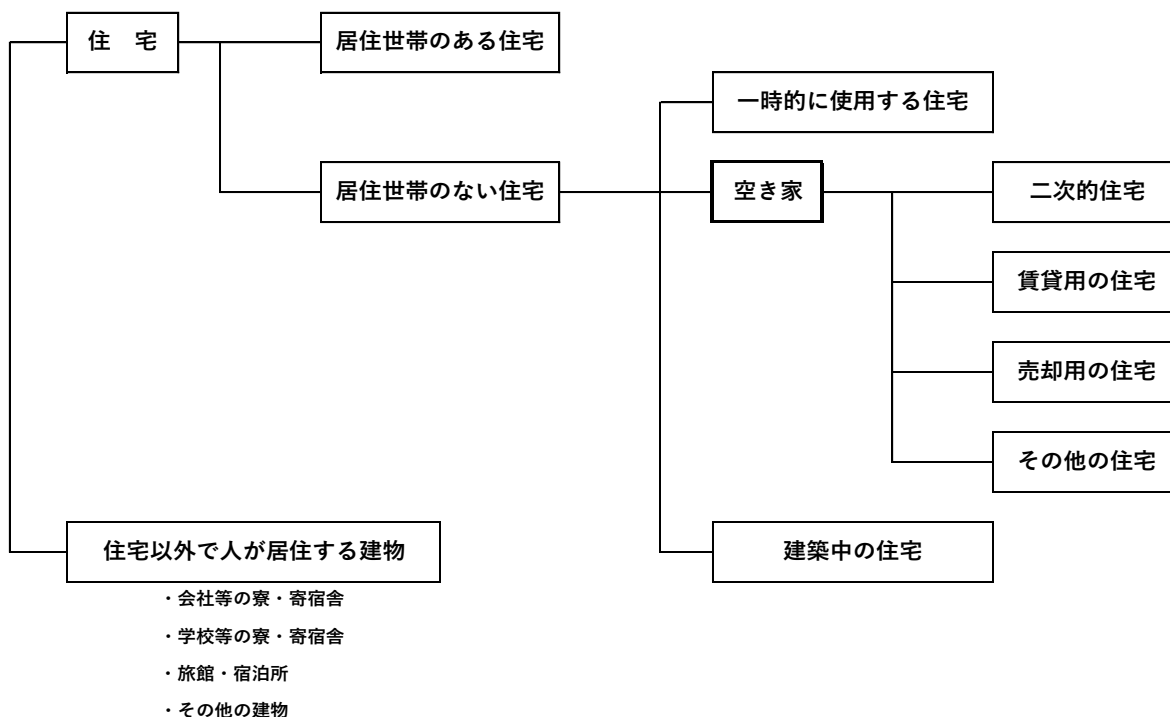 住　宅
居住世帯のある住宅
一時的に使用する住宅
居住世帯のない住宅
空き家
二次的住宅
賃貸用の住宅
売却用の住宅
その他の住宅
住宅以外で人が居住する建物
建築中の住宅
・会社等の寮・寄宿舎
・学校等の寮・寄宿舎
・旅館・宿泊所
・その他の建物